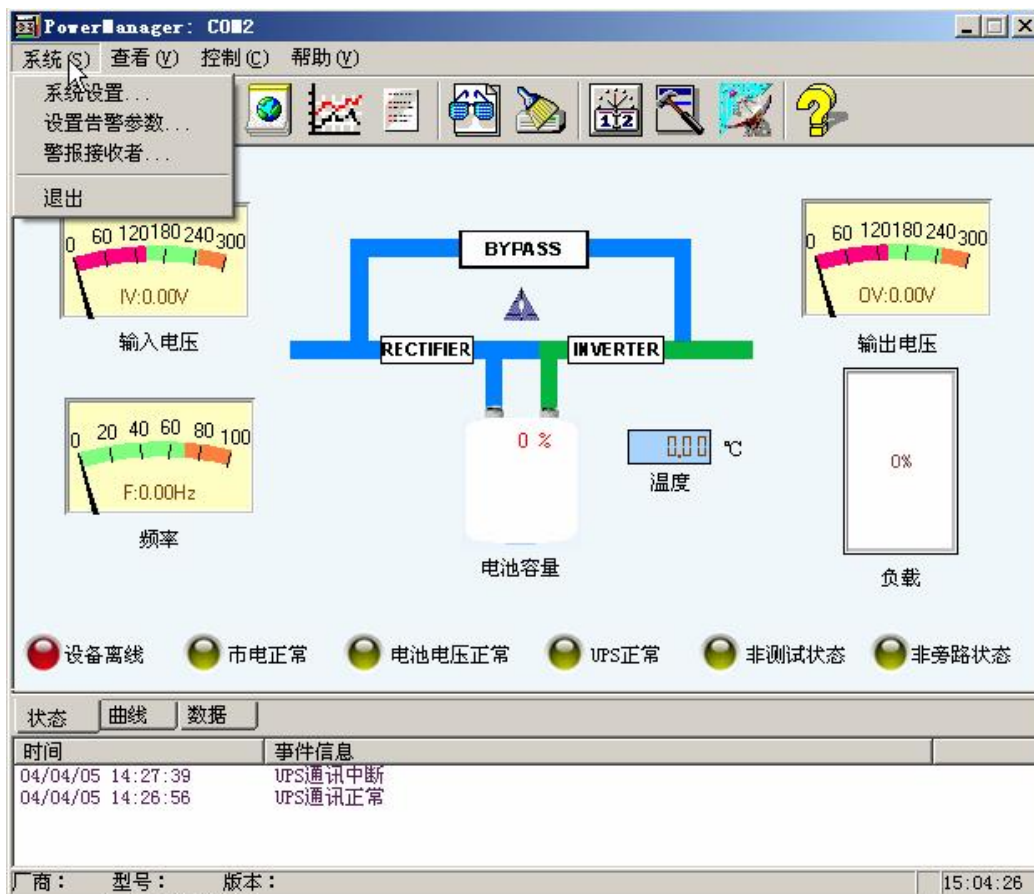 PowerManager: COM2
系统(S) 查看(V) 控制(C) 帮助(V)
系统设置...
设置告警参数...
警报接收者...
退出
1 2
0 60 120 180 240 300
IV:0.00V
输入电压
BYPASS
RECTIFIER
INVERTER
0 60 120 180 240 300
OV:0.00V
输出电压
0 20 40 60 80 100
F:0.00Hz
频率
0 %
电池容量
0.00 ℃
温度
0%
负载
设备离线 市电正常 电池电压正常 UPS正常 非测试状态 非旁路状态
状态 曲线 数据
时间 事件信息
04/04/05 14:27:39 UPS通讯中断
04/04/05 14:26:56 UPS通讯正常
厂商： 型号： 版本： 15:04:26